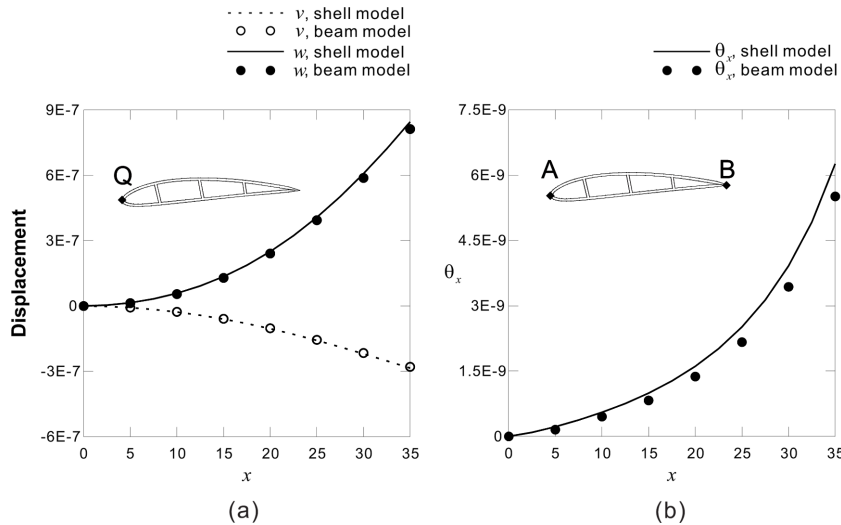 v, shell model
v, beam model
w, shell model
w, beam model
9E-7
6E-7
3E-7
0
-3E-7
-6E-7
Displacement
Q
0 5 10 15 20 25 30 35
x
(a)
θx, shell model
θx, beam model
7.5E-9
6E-9
4.5E-9
3E-9
1.5E-9
0
θx
A B
0 5 10 15 20 25 30 35
x
(b)